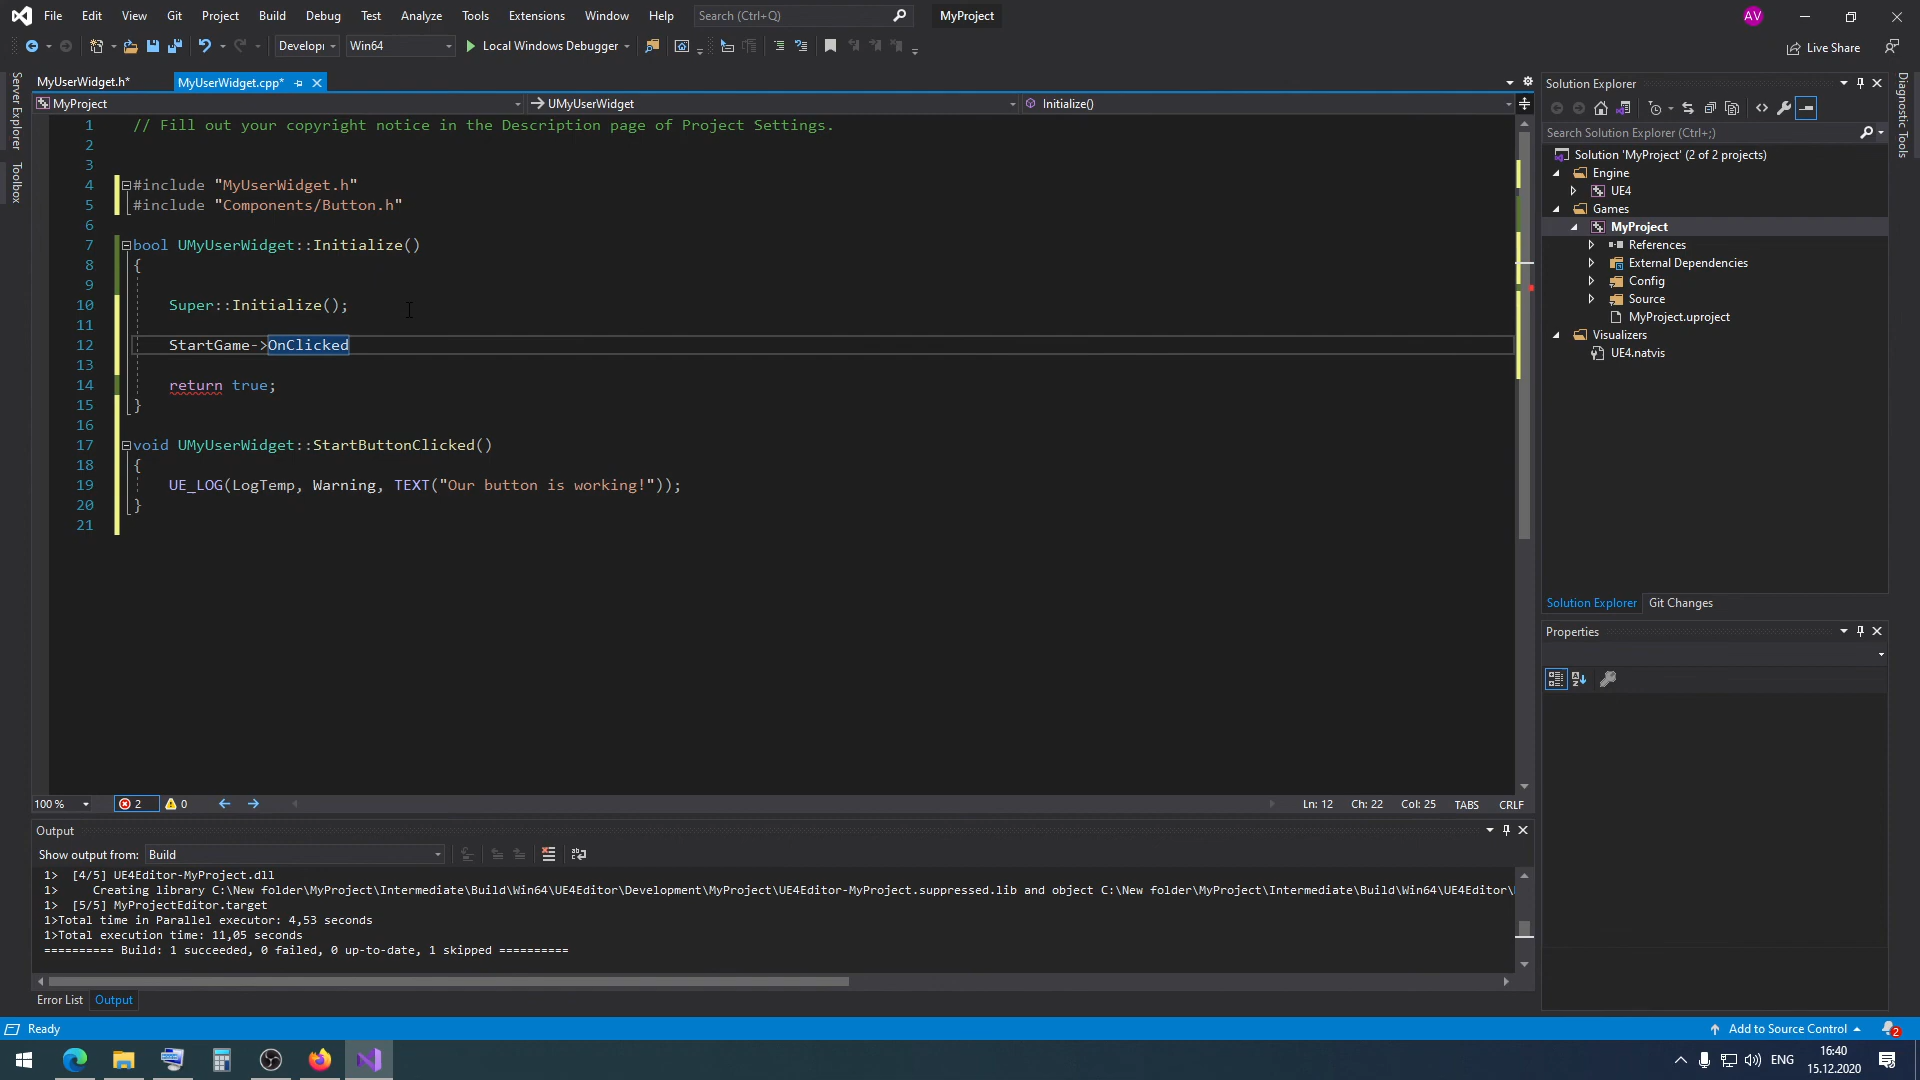 File Edit View Git Project Build Debug Test Analyze Tools Extensions Window Help Search (Ctrl+Q) MyProject AV
Develop Win64 Local Windows Debugger Live Share
Server Explorer
Toolbox
MyUserWidget.h* MyUserWidget.cpp*
MyProject UMyUserWidget Initialize()
1 // Fill out your copyright notice in the Description page of Project Settings.
2
3
4 #include "MyUserWidget.h"
5 #include "Components/Button.h"
6
7 bool UMyUserWidget::Initialize()
8 {
9
10 Super::Initialize();
11
12 StartGame->OnClicked
13
14 return true;
15 }
16
17 void UMyUserWidget::StartButtonClicked()
18 {
19 UE_LOG(LogTemp, Warning, TEXT("Our button is working!"));
20 }
21
100 % 2 0 Ln: 12 Ch: 22 Col: 25 TABS CRLF
Output
Show output from: Build
1> [4/5] UE4Editor-MyProject.dll
1> Creating library C:\New folder\MyProject\Intermediate\Build\Win64\UE4Editor\Development\MyProject\UE4Editor-MyProject.suppressed.lib and object C:\New folder\MyProject\Intermediate\Build\Win64\UE4Editor\
1> [5/5] MyProjectEditor.target
1>Total time in Parallel executor: 4,53 seconds
1>Total execution time: 11,05 seconds
========== Build: 1 succeeded, 0 failed, 0 up-to-date, 1 skipped ==========
Error List Output
Solution Explorer
Search Solution Explorer (Ctrl+;)
Solution 'MyProject' (2 of 2 projects)
Engine
UE4
Games
MyProject
References
External Dependencies
Config
Source
MyProject.uproject
Visualizers
UE4.natvis
Solution Explorer Git Changes
Properties
Diagnostic Tools
Ready Add to Source Control 2
ENG 16:40
15.12.2020